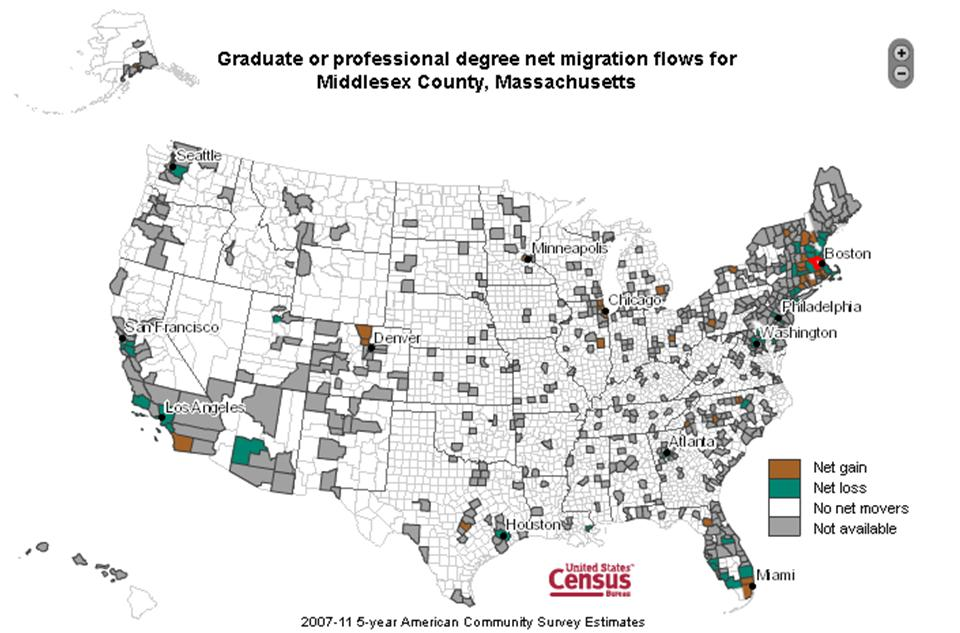 Graduate or professional degree net migration flows for
Middlesex County, Massachusetts
+
−
Seattle
Minneapolis
Boston
Chicago
Philadelphia
San Francisco
Denver
Washington
Los Angeles
Atlanta
Net gain
Net loss
No net movers
Not available
Houston
United States™
Census
Bureau
Miami
2007-11 5-year American Community Survey Estimates